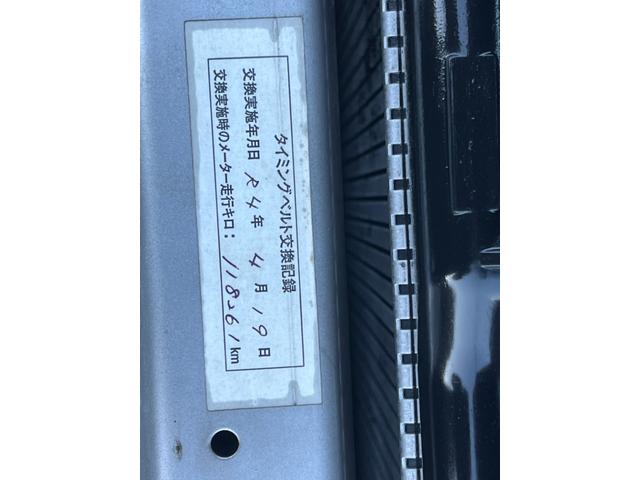 タイミングベルト交換記録
交換実施年月日 R4年 4月 19日
交換実施時のメーター走行キロ: 118261km